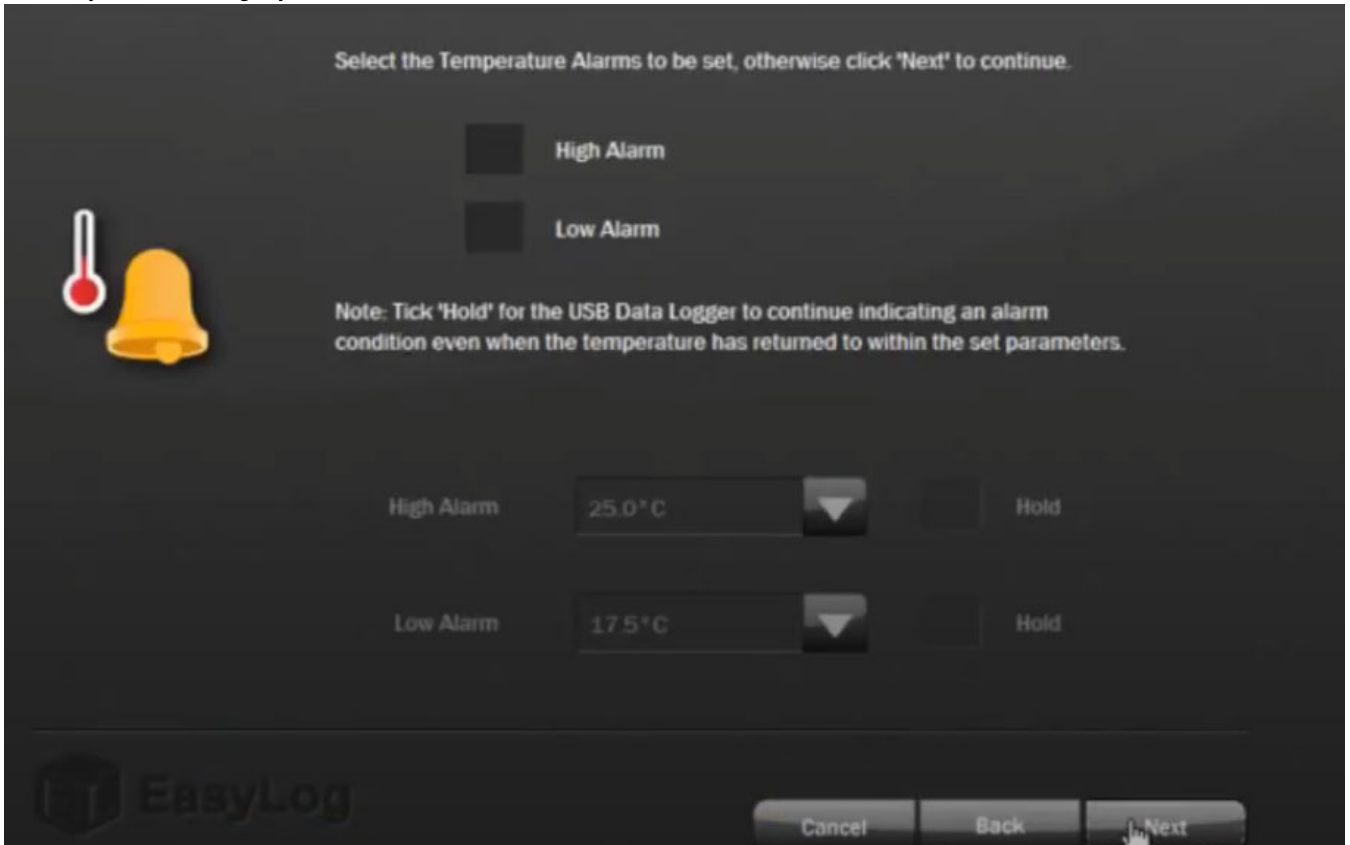 Select the Temperature Alarms to be set, otherwise click 'Next' to continue.
High Alarm
Low Alarm
Note: Tick 'Hold' for the USB Data Logger to continue indicating an alarm
condition even when the temperature has returned to within the set parameters.
High Alarm 25.0°C Hold
Low Alarm 17.5°C Hold
EasyLog
Cancel Back Next